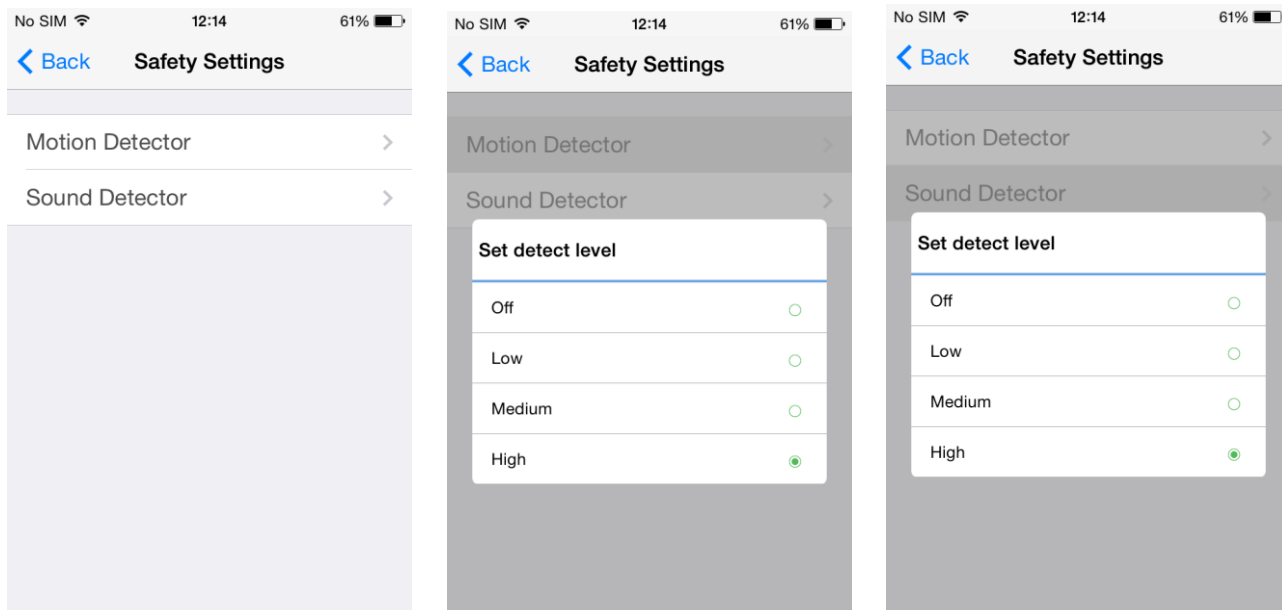 No SIM 12:14 61%
Back Safety Settings
Motion Detector
Sound Detector
No SIM 12:14 61%
Back Safety Settings
Motion Detector
Sound Detector
Set detect level
Off
Low
Medium
High
No SIM 12:14 61%
Back Safety Settings
Motion Detector
Sound Detector
Set detect level
Off
Low
Medium
High